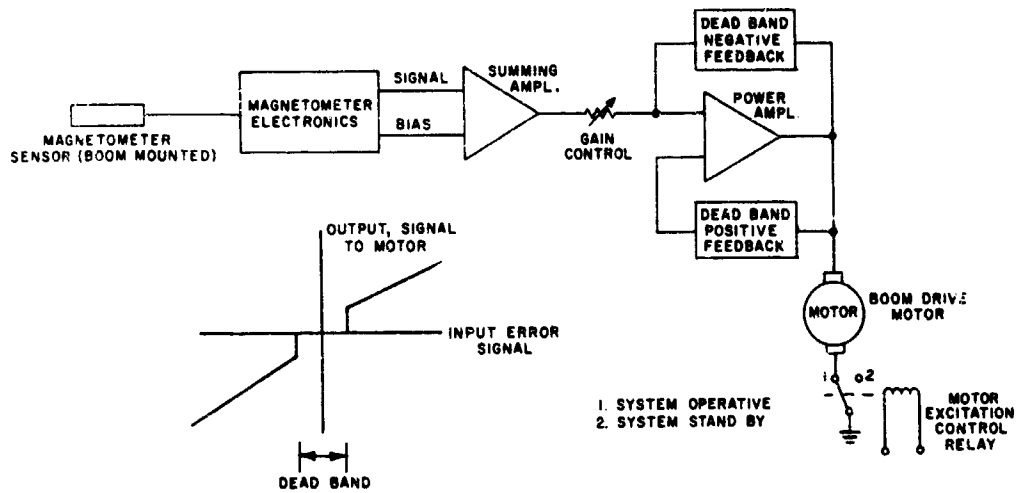 DEAD BAND
NEGATIVE
FEEDBACK
SIGNAL
SUMMING
AMPL.
MAGNETOMETER
ELECTRONICS
BIAS
POWER
AMPL.
GAIN
CONTROL
MAGNETOMETER
SENSOR (BOOM MOUNTED)
DEAD BAND
POSITIVE
FEEDBACK
OUTPUT, SIGNAL
TO MOTOR
MOTOR
BOOM DRIVE
MOTOR
INPUT ERROR
SIGNAL
1 2
1. SYSTEM OPERATIVE
2. SYSTEM STAND BY
MOTOR
EXCITATION
CONTROL
RELAY
DEAD BAND